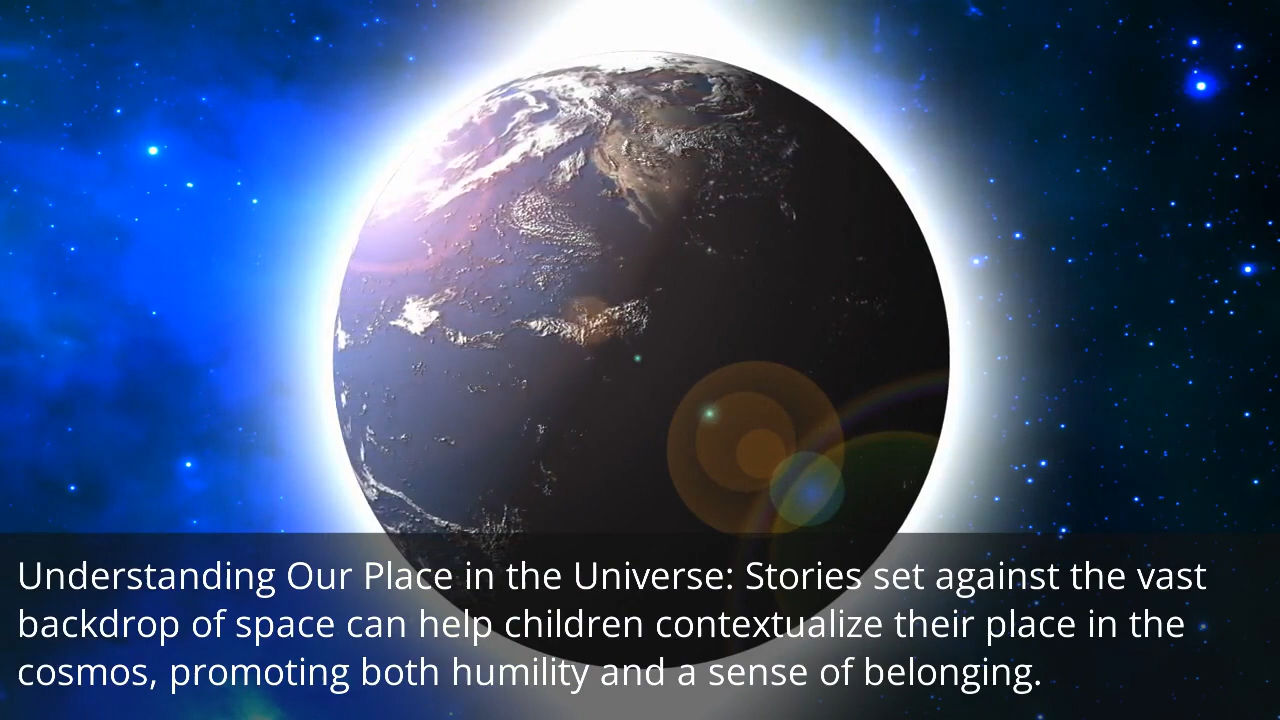 Understanding Our Place in the Universe: Stories set against the vast
backdrop of space can help children contextualize their place in the
cosmos, promoting both humility and a sense of belonging.